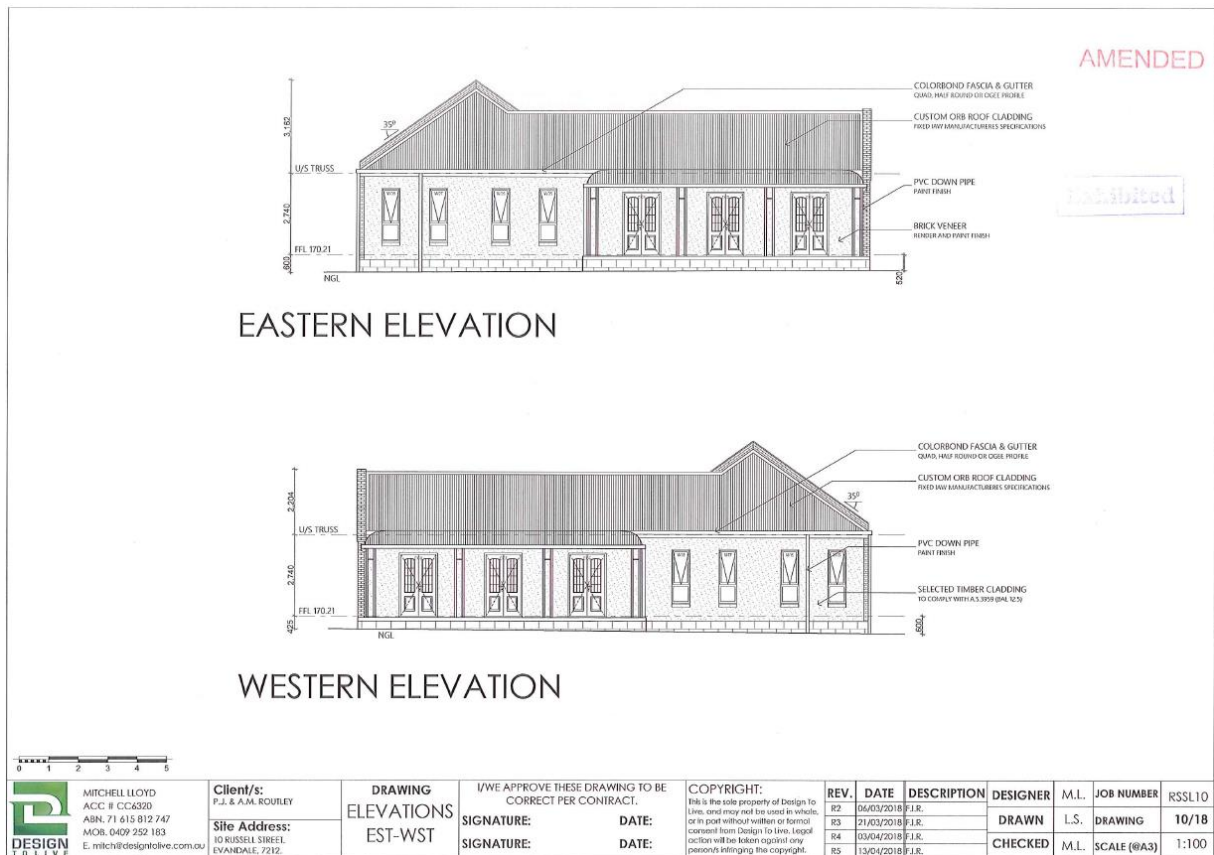 AMENDED
Exhibited
COLORBOND FASCIA & GUTTER
QUAD, HALF ROUND OR OGEE PROFILE
CUSTOM ORB ROOF CLADDING
FIXED IAW MANUFACTURERES SPECIFICATIONS
PVC DOWN PIPE
PAINT FINISH
BRICK VENEER
RENDER AND PAINT FINISH
35°
3,182
U/S TRUSS
2,740
FFL 170.21
600
NGL
520
EASTERN ELEVATION
COLORBOND FASCIA & GUTTER
QUAD, HALF ROUND OR OGEE PROFILE
CUSTOM ORB ROOF CLADDING
FIXED IAW MANUFACTURERES SPECIFICATIONS
35°
2,204
U/S TRUSS
PVC DOWN PIPE
PAINT FINISH
2,740
SELECTED TIMBER CLADDING
TO COMPLY WITH A.S.3959 (BAL 12.5)
FFL 170.21
425
600
NGL
WESTERN ELEVATION
0 1 2 3 4 5
DESIGN
TO LIVE
MITCHELL LLOYD
ACC # CC6320
ABN. 71 615 812 747
MOB. 0409 252 183
E. mitch@designtolive.com.au
Client/s:
P.J. & A.M. ROUTLEY
Site Address:
10 RUSSELL STREET,
EVANDALE, 7212.
DRAWING
ELEVATIONS
EST-WST
I/WE APPROVE THESE DRAWING TO BE
CORRECT PER CONTRACT.
SIGNATURE: DATE:
SIGNATURE: DATE:
COPYRIGHT:
This is the sole property of Design To
Live, and may not be used in whole,
or in part without written or formal
consent from Design To Live. Legal
action will be taken against any
person/s infringing the copyright.
REV. DATE DESCRIPTION
R2 06/03/2018 F.I.R.
R3 21/03/2018 F.I.R.
R4 03/04/2018 F.I.R.
R5 13/04/2018 F.I.R.
DESIGNER M.L. JOB NUMBER RSSL10
DRAWN L.S. DRAWING 10/18
CHECKED M.L. SCALE (@A3) 1:100